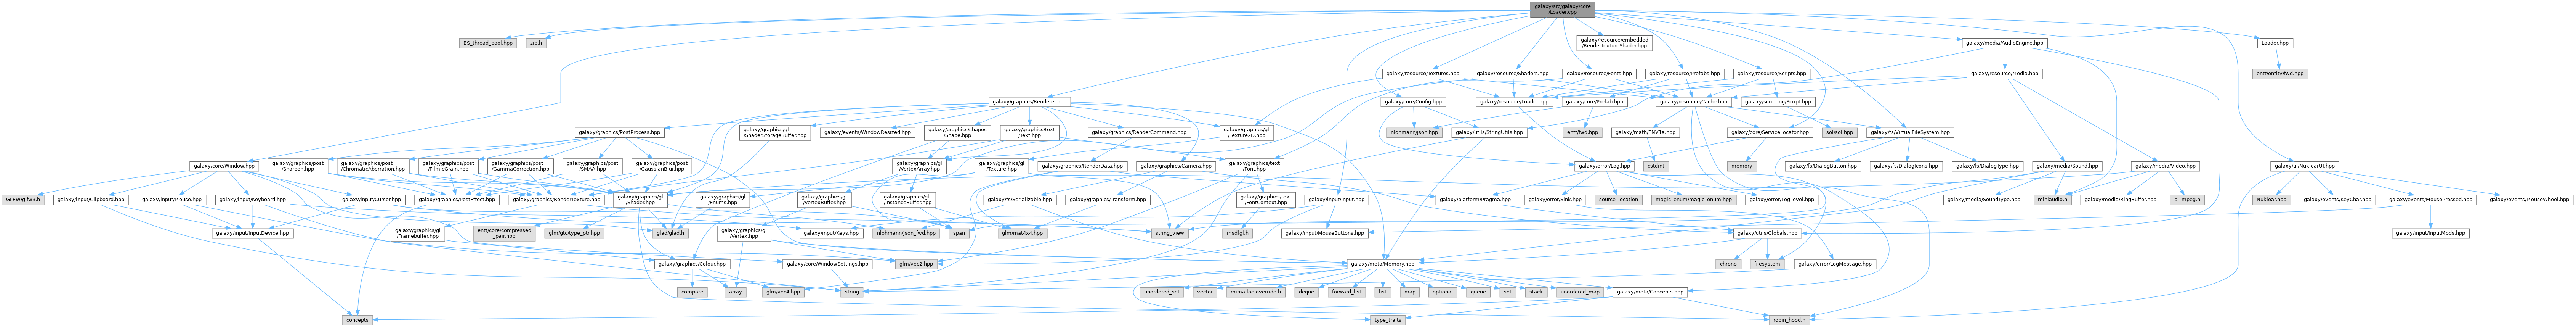 galaxy/src/galaxy/core
/Loader.cpp
BS_thread_pool.hpp
zip.h
galaxy/resource/embedded
/RenderTextureShader.hpp
galaxy/media/AudioEngine.hpp
Loader.hpp
galaxy/resource/Textures.hpp
galaxy/resource/Shaders.hpp
galaxy/resource/Fonts.hpp
galaxy/resource/Prefabs.hpp
galaxy/resource/Scripts.hpp
galaxy/resource/Media.hpp
entt/entity/fwd.hpp
galaxy/graphics/Renderer.hpp
galaxy/core/Config.hpp
galaxy/resource/Loader.hpp
galaxy/core/Prefab.hpp
galaxy/resource/Cache.hpp
galaxy/scripting/Script.hpp
galaxy/graphics/PostProcess.hpp
galaxy/graphics/gl
/ShaderStorageBuffer.hpp
galaxy/events/WindowResized.hpp
galaxy/graphics/shapes
/Shape.hpp
galaxy/graphics/text
/Text.hpp
galaxy/graphics/RenderCommand.hpp
galaxy/graphics/gl
/Texture2D.hpp
nlohmann/json.hpp
galaxy/utils/StringUtils.hpp
entt/fwd.hpp
galaxy/math/FNV1a.hpp
galaxy/core/ServiceLocator.hpp
sol/sol.hpp
galaxy/fs/VirtualFileSystem.hpp
galaxy/core/Window.hpp
galaxy/graphics/post
/Sharpen.hpp
galaxy/graphics/post
/ChromaticAberration.hpp
galaxy/graphics/post
/FilmicGrain.hpp
galaxy/graphics/post
/GammaCorrection.hpp
galaxy/graphics/post
/SMAA.hpp
galaxy/graphics/post
/GaussianBlur.hpp
galaxy/graphics/gl
/VertexArray.hpp
galaxy/graphics/gl
/Texture.hpp
galaxy/graphics/RenderData.hpp
galaxy/graphics/Camera.hpp
galaxy/graphics/text
/Font.hpp
galaxy/error/Log.hpp
cstdint
memory
galaxy/fs/DialogButton.hpp
galaxy/fs/DialogIcons.hpp
galaxy/fs/DialogType.hpp
galaxy/media/Sound.hpp
galaxy/media/Video.hpp
galaxy/ui/NuklearUI.hpp
GLFW/glfw3.h
galaxy/input/Clipboard.hpp
galaxy/input/Mouse.hpp
galaxy/input/Keyboard.hpp
galaxy/input/Cursor.hpp
galaxy/graphics/PostEffect.hpp
galaxy/graphics/RenderTexture.hpp
galaxy/graphics/gl
/Shader.hpp
galaxy/graphics/gl
/Enums.hpp
galaxy/graphics/gl
/VertexBuffer.hpp
galaxy/graphics/gl
/InstanceBuffer.hpp
galaxy/fs/Serializable.hpp
galaxy/graphics/Transform.hpp
galaxy/graphics/text
/FontContext.hpp
galaxy/input/Input.hpp
galaxy/platform/Pragma.hpp
galaxy/error/Sink.hpp
source_location
magic_enum/magic_enum.hpp
galaxy/error/LogLevel.hpp
galaxy/media/SoundType.hpp
miniaudio.h
galaxy/media/RingBuffer.hpp
pl_mpeg.h
Nuklear.hpp
galaxy/events/KeyChar.hpp
galaxy/events/MousePressed.hpp
galaxy/events/MouseWheel.hpp
galaxy/input/InputDevice.hpp
galaxy/graphics/gl
/Framebuffer.hpp
entt/core/compressed
_pair.hpp
glm/gtc/type_ptr.hpp
glad/glad.h
galaxy/graphics/gl
/Vertex.hpp
galaxy/input/Keys.hpp
nlohmann/json_fwd.hpp
span
glm/mat4x4.hpp
string_view
msdfgl.h
galaxy/input/MouseButtons.hpp
galaxy/utils/Globals.hpp
galaxy/input/InputMods.hpp
galaxy/graphics/Colour.hpp
galaxy/core/WindowSettings.hpp
glm/vec2.hpp
galaxy/meta/Memory.hpp
chrono
filesystem
galaxy/error/LogMessage.hpp
compare
array
glm/vec4.hpp
string
unordered_set
vector
mimalloc-override.h
deque
forward_list
list
map
optional
queue
set
stack
unordered_map
galaxy/meta/Concepts.hpp
concepts
type_traits
robin_hood.h